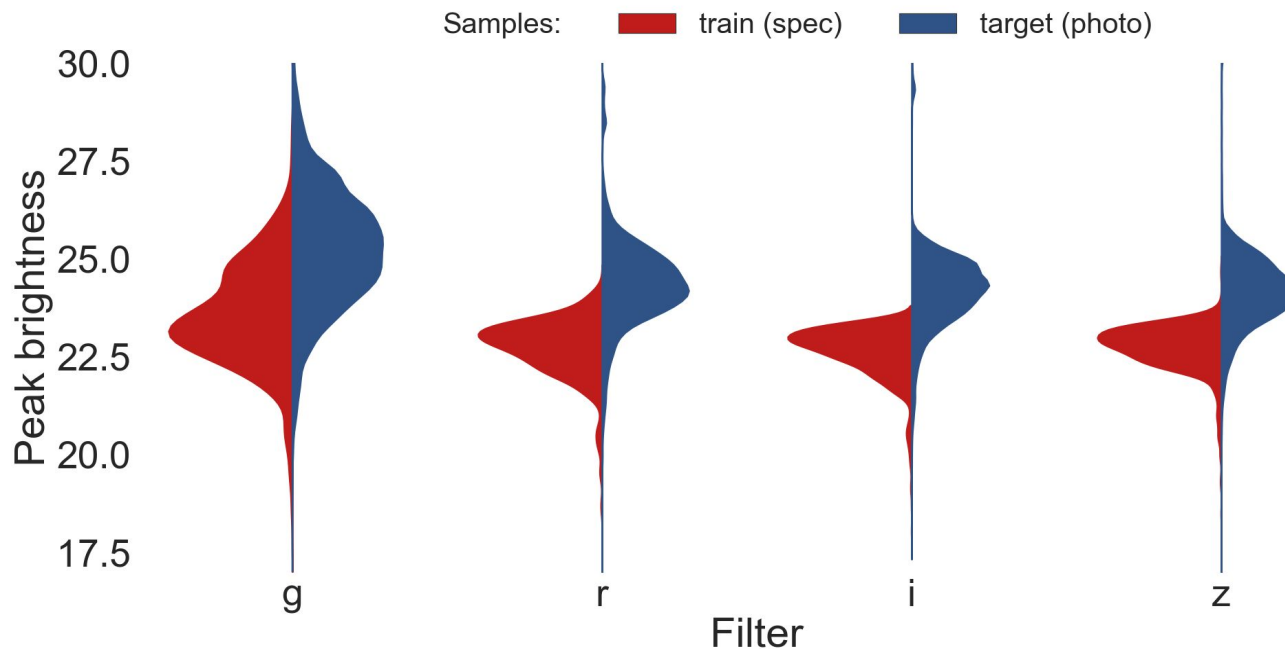 Samples: train (spec) target (photo)
30.0
27.5
25.0
22.5
20.0
17.5
Peak brightness
g r i z
Filter